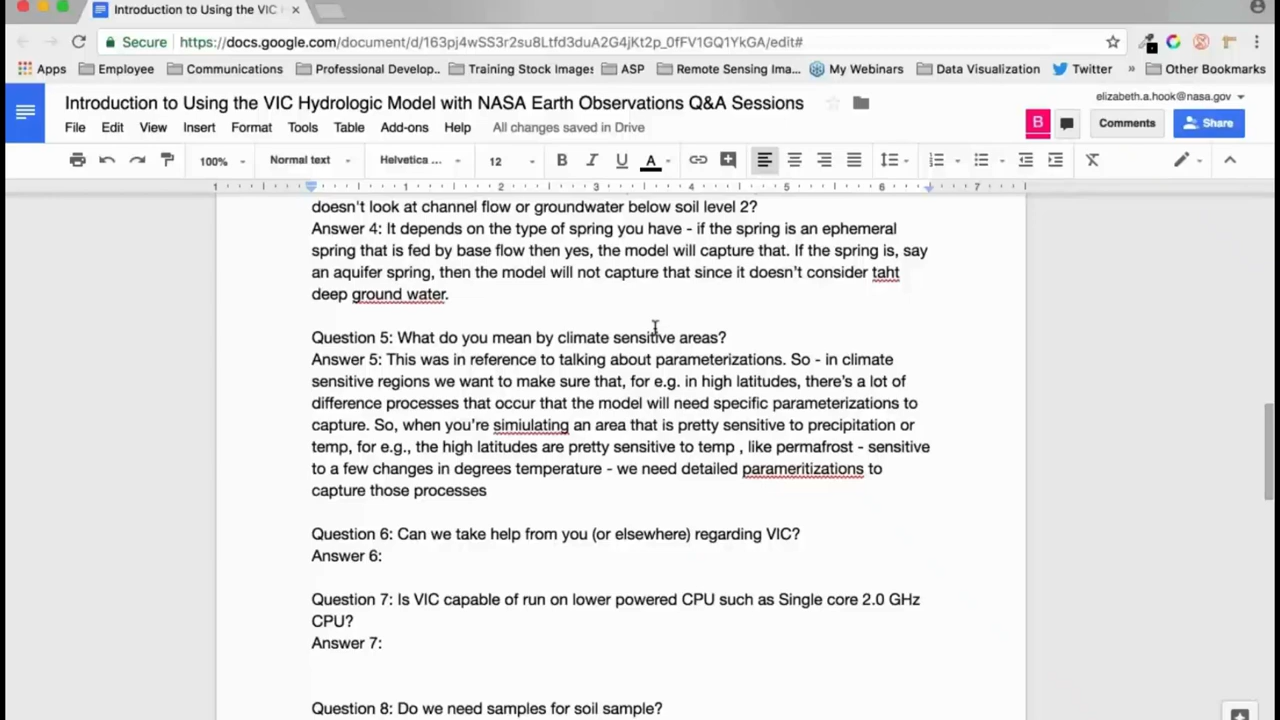 Introduction to Using the VIC H
Secure https://docs.google.com/document/d/163pj4wSS3r2su8Ltfd3duA2G4jKt2p_0fFV1GQ1YkGA/edit#
Apps Employee Communications Professional Develop.. Training Stock Images ASP Remote Sensing Ima... My Webinars Data Visualization Twitter » Other Bookmarks
Introduction to Using the VIC Hydrologic Model with NASA Earth Observations Q&A Sessions
elizabeth.a.hook@nasa.gov
File Edit View Insert Format Tools Table Add-ons Help All changes saved in Drive
B Comments Share
100% Normal text Helvetica ... 12 B I U A
1 1 2 3 4 5 6 7
doesn't look at channel flow or groundwater below soil level 2?
Answer 4: It depends on the type of spring you have - if the spring is an ephemeral
spring that is fed by base flow then yes, the model will capture that. If the spring is, say
an aquifer spring, then the model will not capture that since it doesn't consider taht
deep ground water.
Question 5: What do you mean by climate sensitive areas?
Answer 5: This was in reference to talking about parameterizations. So - in climate
sensitive regions we want to make sure that, for e.g. in high latitudes, there's a lot of
difference processes that occur that the model will need specific parameterizations to
capture. So, when you're simiulating an area that is pretty sensitive to precipitation or
temp, for e.g., the high latitudes are pretty sensitive to temp , like permafrost - sensitive
to a few changes in degrees temperature - we need detailed parameritizations to
capture those processes
Question 6: Can we take help from you (or elsewhere) regarding VIC?
Answer 6:
Question 7: Is VIC capable of run on lower powered CPU such as Single core 2.0 GHz
CPU?
Answer 7:
Question 8: Do we need samples for soil sample?